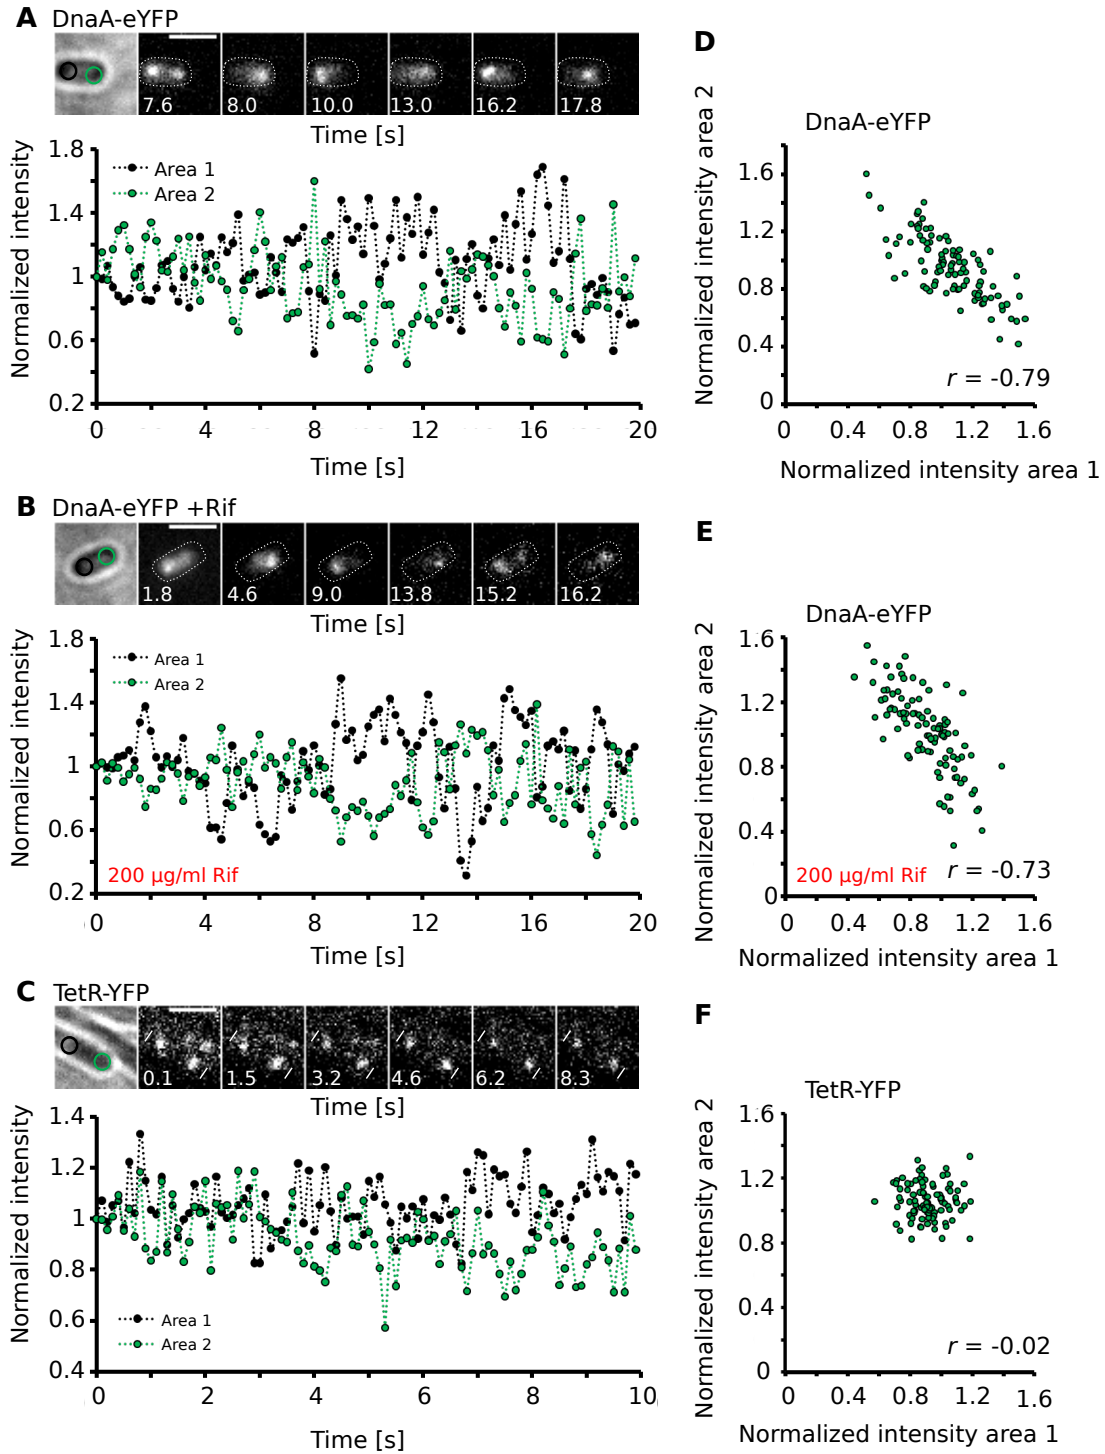 A DnaA-eYFP
7.6 8.0 10.0 13.0 16.2 17.8
Time [s]
Normalized intensity
1.8
1.4
1
0.6
0.2
Area 1
Area 2
0 4 8 12 16 20
Time [s]
D
DnaA-eYFP
Normalized intensity area 2
1.6
1.2
0.8
0.4
0
r = -0.79
0 0.4 0.8 1.2 1.6
Normalized intensity area 1
B DnaA-eYFP +Rif
1.8 4.6 9.0 13.8 15.2 16.2
Time [s]
Normalized intensity
1.8
1.4
1
0.6
0.2
Area 1
Area 2
200 µg/ml Rif
0 4 8 12 16 20
Time [s]
E
DnaA-eYFP
Normalized intensity area 2
1.6
1.2
0.8
0.4
0
200 µg/ml Rif
r = -0.73
0 0.4 0.8 1.2 1.6
Normalized intensity area 1
C TetR-YFP
0.1 1.5 3.2 4.6 6.2 8.3
Time [s]
Normalized intensity
1.4
1.2
1
0.8
0.6
0.4
Area 1
Area 2
0 2 4 6 8 10
Time [s]
F
TetR-YFP
Normalized intensity area 2
1.6
1.2
0.8
0.4
0
r = -0.02
0 0.4 0.8 1.2 1.6
Normalized intensity area 1